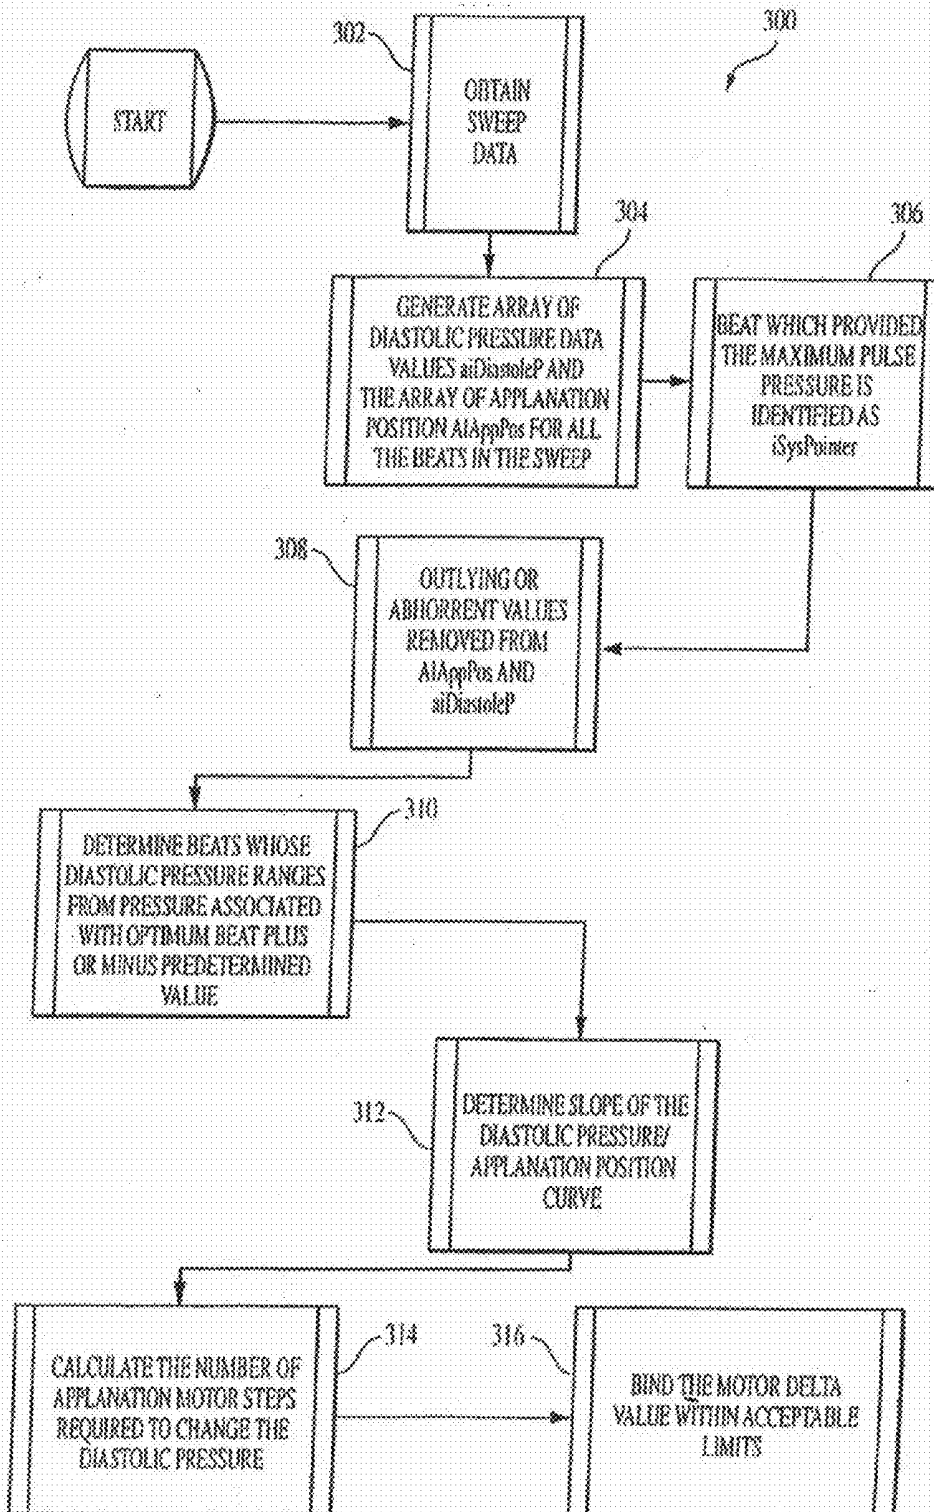 300
302
START
OBTAIN
SWEEP
DATA
304
306
GENERATE ARRAY OF
DIASTOLIC PRESSURE DATA
VALUES aiDiastoleP AND
THE ARRAY OF APPLANATION
POSITION AIAppPos FOR ALL
THE BEATS IN THE SWEEP
BEAT WHICH PROVIDED
THE MAXIMUM PULSE
PRESSURE IS
IDENTIFIED AS
iSysPointer
308
OUTLYING OR
ABHORRENT VALUES
REMOVED FROM
AIAppPos AND
aiDiastoleP
310
DETERMINE BEATS WHOSE
DIASTOLIC PRESSURE RANGES
FROM PRESSURE ASSOCIATED
WITH OPTIMUM BEAT PLUS
OR MINUS PREDETERMINED
VALUE
312
DETERMINE SLOPE OF THE
DIASTOLIC PRESSURE/
APPLANATION POSITION
CURVE
314
316
CALCULATE THE NUMBER OF
APPLANATION MOTOR STEPS
REQUIRED TO CHANGE THE
DIASTOLIC PRESSURE
BIND THE MOTOR DELTA
VALUE WITHIN ACCEPTABLE
LIMITS